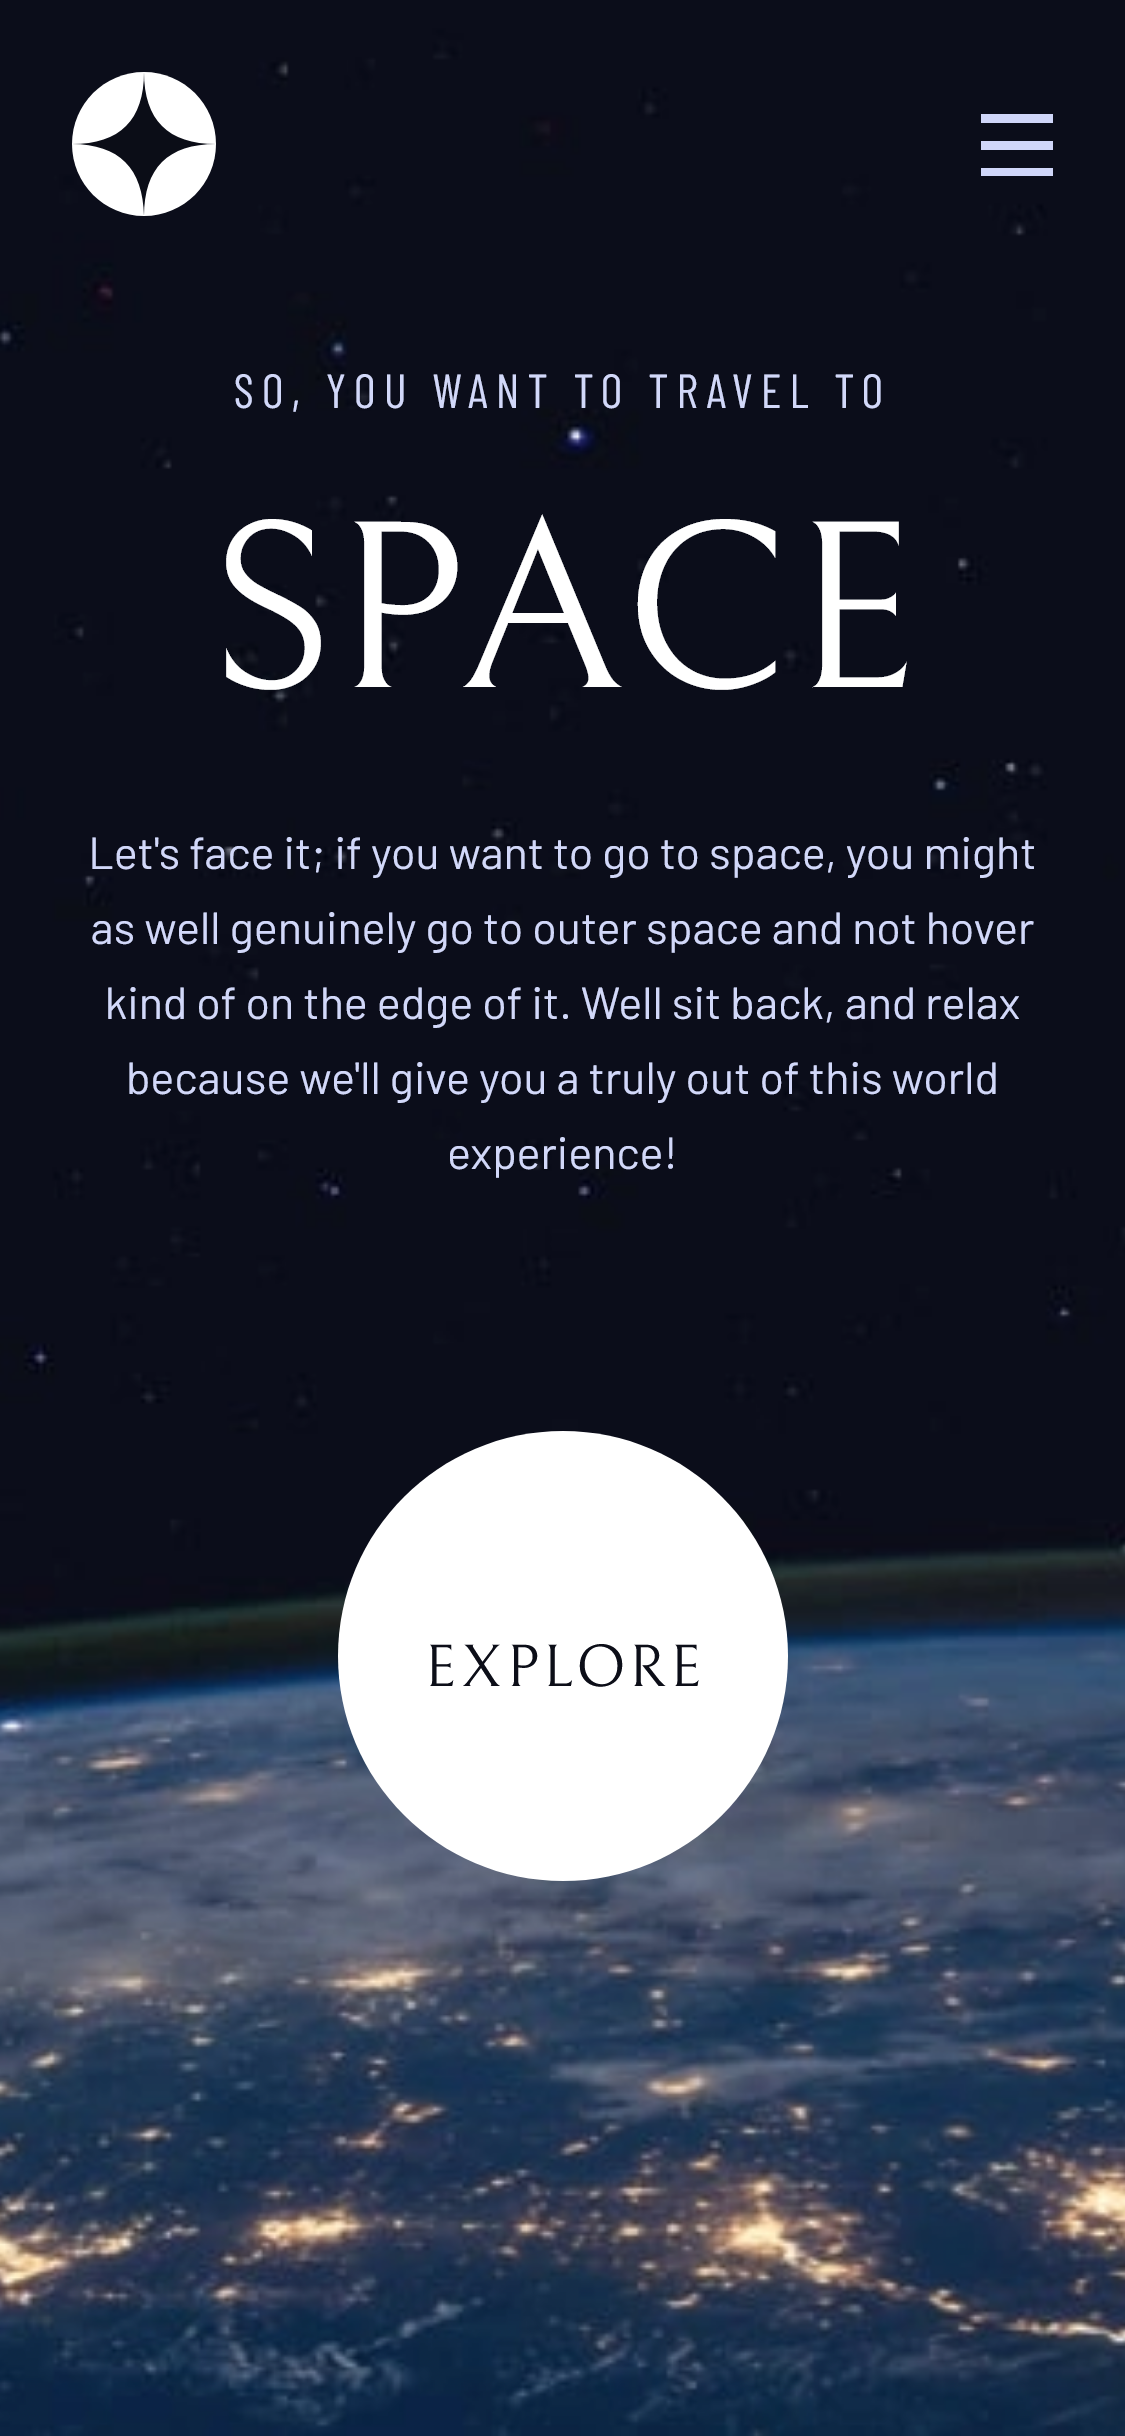 SO, YOU WANT TO TRAVEL TO
SPACE
Let's face it; if you want to go to space, you might
as well genuinely go to outer space and not hover
kind of on the edge of it. Well sit back, and relax
because we'll give you a truly out of this world
experience!
EXPLORE